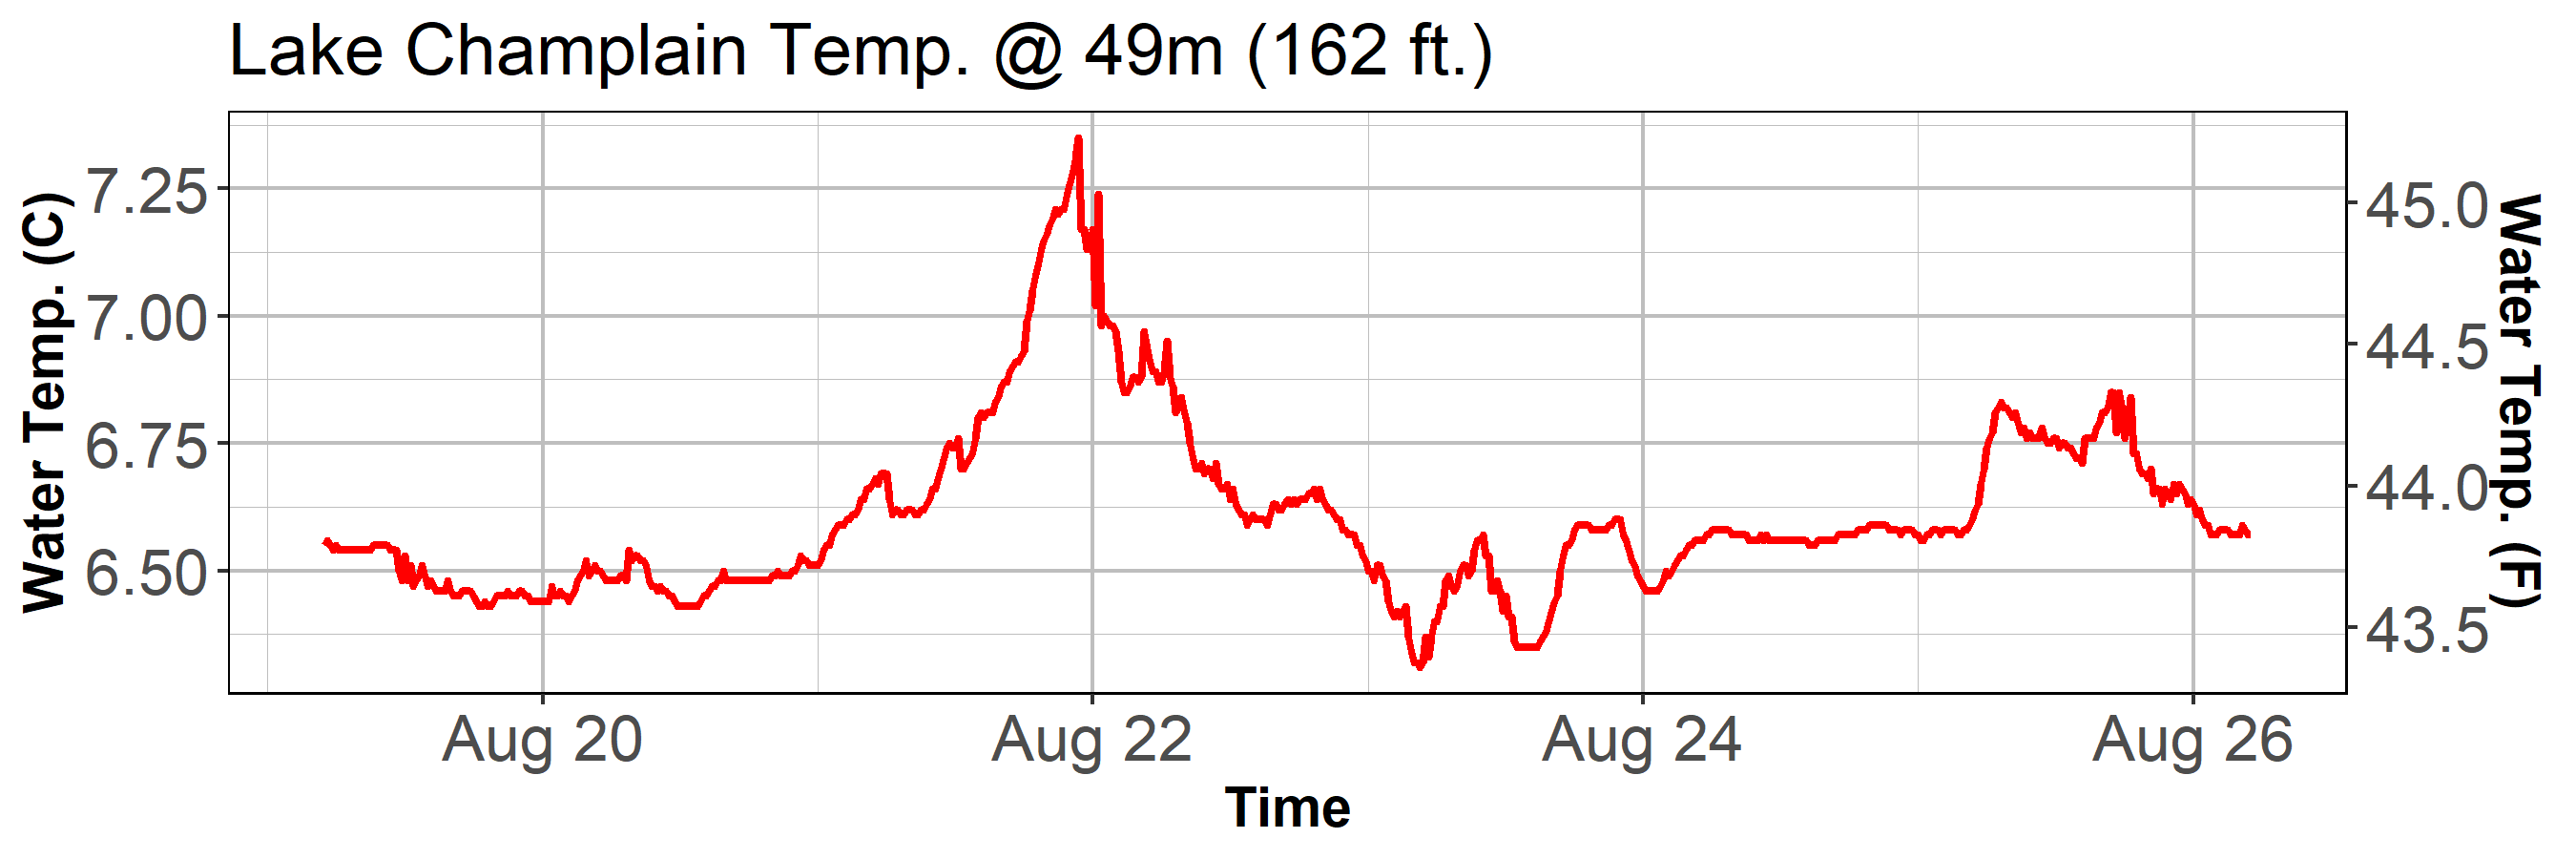 Lake Champlain Temp. @ 49m (162 ft.)
Water Temp. (C)
7.25
7.00
6.75
6.50
45.0
44.5
44.0
43.5
Water Temp. (F)
Aug 20
Aug 22
Aug 24
Aug 26
Time